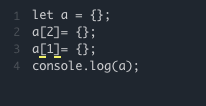 1 let a = {};
2 a[2]= {};
3 a[1]= {};
4 console.log(a);